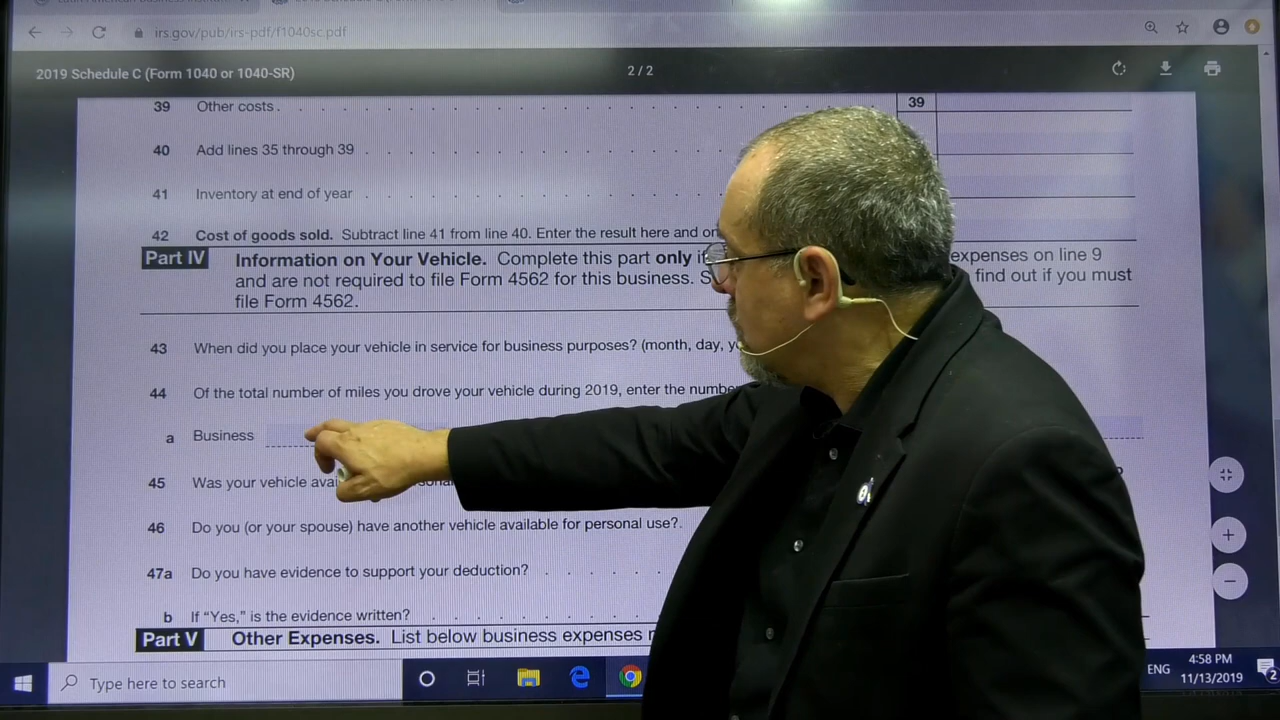 irs.gov/pub/irs-pdf/f1040sc.pdf
2019 Schedule C (Form 1040 or 1040-SR)
2 / 2
39 Other costs . . . . . . . . . . . . . . . 39
40 Add lines 35 through 39 . . . . . . . . . . . .
41 Inventory at end of year . . . . . . . . . . . .
42 Cost of goods sold. Subtract line 41 from line 40. Enter the result here and on
Part IV Information on Your Vehicle. Complete this part only if expenses on line 9
and are not required to file Form 4562 for this business. S find out if you must
file Form 4562.
43 When did you place your vehicle in service for business purposes? (month, day, y
44 Of the total number of miles you drove your vehicle during 2019, enter the numbe
a Business
45 Was your vehicle avai
46 Do you (or your spouse) have another vehicle available for personal use?.
47a Do you have evidence to support your deduction? . . . . .
b If “Yes,” is the evidence written? . . . . . . . . . .
Part V Other Expenses. List below business expenses
Type here to search
ENG
4:58 PM
11/13/2019
2